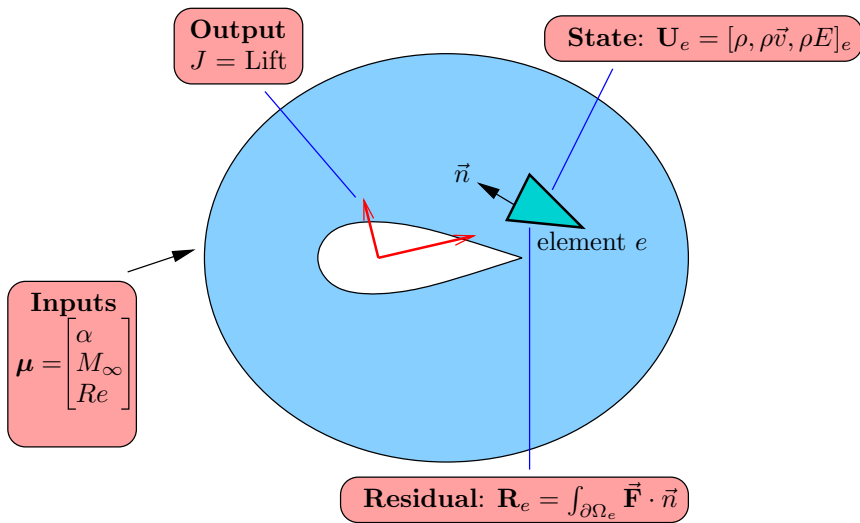 Output
J = Lift
State: U_e = [ρ, ρv⃗, ρE]_e
n⃗
element e
Inputs
μ = [α
M_∞
Re]
Residual: R_e = ∫_{∂Ω_e} F⃗ · n⃗